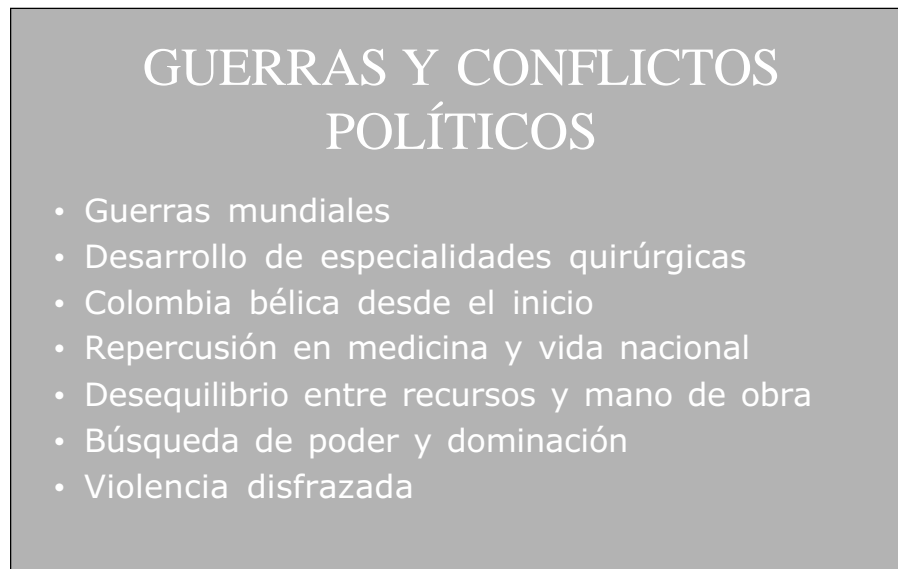 GUERRAS Y CONFLICTOS
POLÍTICOS
• Guerras mundiales
• Desarrollo de especialidades quirúrgicas
• Colombia bélica desde el inicio
• Repercusión en medicina y vida nacional
• Desequilibrio entre recursos y mano de obra
• Búsqueda de poder y dominación
• Violencia disfrazada